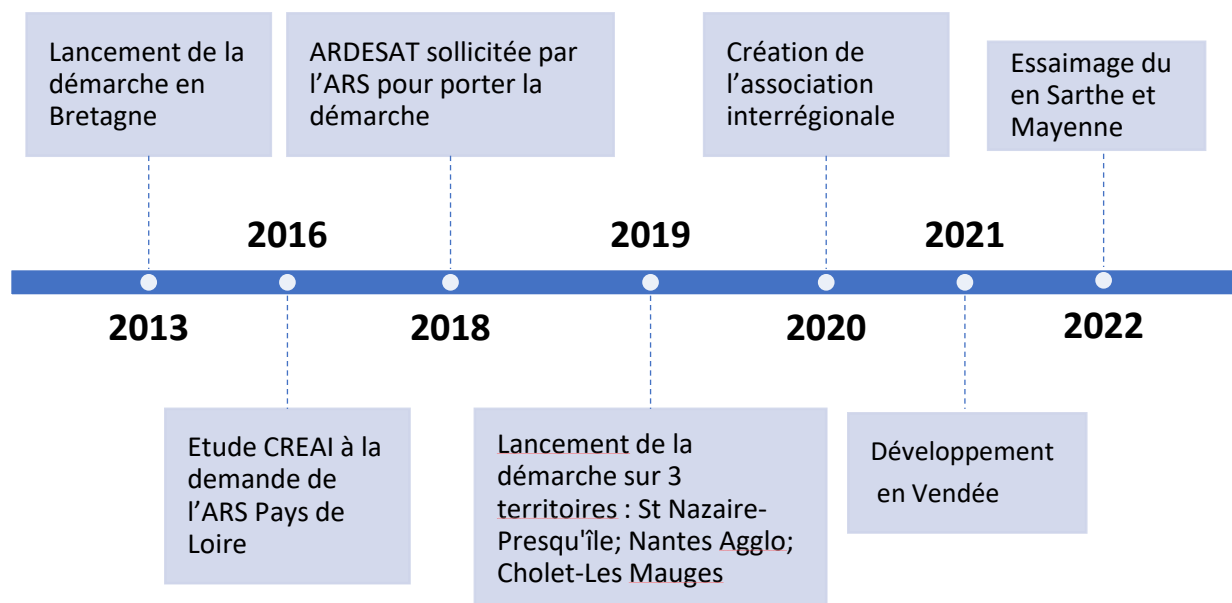 Lancement de la
démarche en
Bretagne
ARDESAT sollicitée par
l’ARS pour porter la
démarche
Création de
l’association
interrégionale
Essaimage du
en Sarthe et
Mayenne
2016
2019
2021
2013
2018
2020
2022
Etude CREAI à la
demande de
l’ARS Pays de
Loire
Lancement de la
démarche sur 3
territoires : St Nazaire-
Presqu'île; Nantes Agglo;
Cholet-Les Mauges
Développement
en Vendée